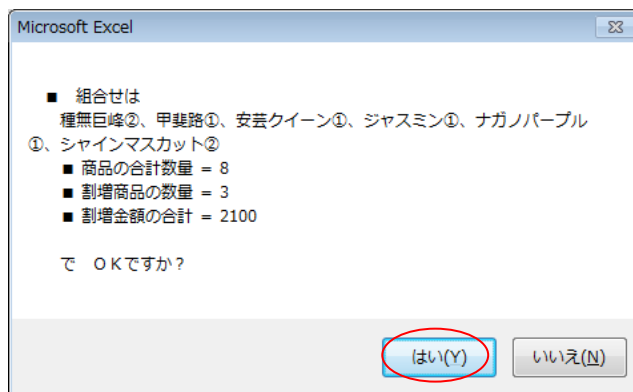 Microsoft Excel
■ 組合せは
種無巨峰②、甲斐路①、安芸クイーン①、ジャスミン①、ナガノパープル
①、シャインマスカット②
■ 商品の合計数量 = 8
■ 割増商品の数量 = 3
■ 割増金額の合計 = 2100
で ＯＫですか？
はい(Y)
いいえ(N)